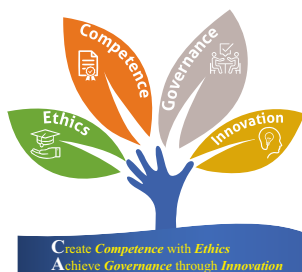 Competence
Governance
Ethics
Innovation
Create Competence with Ethics
Achieve Governance through Innovation